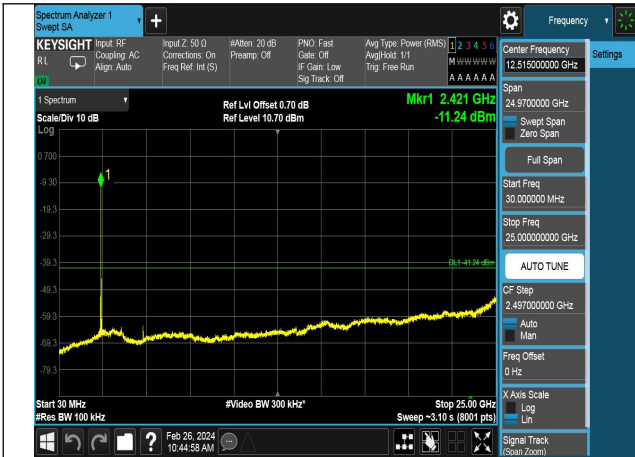 Spectrum Analyzer 1
Swept SA
+
Frequency
KEYSIGHT
RL
LXI
Input: RF
Coupling: AC
Align: Auto
Input Z: 50 Ω
Corrections: On
Freq Ref: Int (S)
#Atten: 20 dB
Preamp: Off
PNO: Fast
Gate: Off
IF Gain: Low
Sig Track: Off
Avg Type: Power (RMS)
Avg|Hold: 1/1
Trig: Free Run
1 2 3 4 5 6
M W W W W W
A A A A A A
1 Spectrum
Scale/Div 10 dB
Log
Ref Lvl Offset 0.70 dB
Ref Level 10.70 dBm
Mkr1 2.421 GHz
-11.24 dBm
0.700
-9.30
-19.3
-29.3
-39.3
-49.3
-59.3
-69.3
-79.3
1
DL1 -41.24 dBm
Start 30 MHz
#Res BW 100 kHz
#Video BW 300 kHz*
Stop 25.00 GHz
Sweep ~3.10 s (8001 pts)
Feb 26, 2024
10:44:58 AM
?
Center Frequency
12.515000000 GHz
Span
24.9700000 GHz
Swept Span
Zero Span
Full Span
Start Freq
30.000000 MHz
Stop Freq
25.000000000 GHz
AUTO TUNE
CF Step
2.497000000 GHz
Auto
Man
Freq Offset
0 Hz
X Axis Scale
Log
Lin
Signal Track
(Span Zoom)
Settings